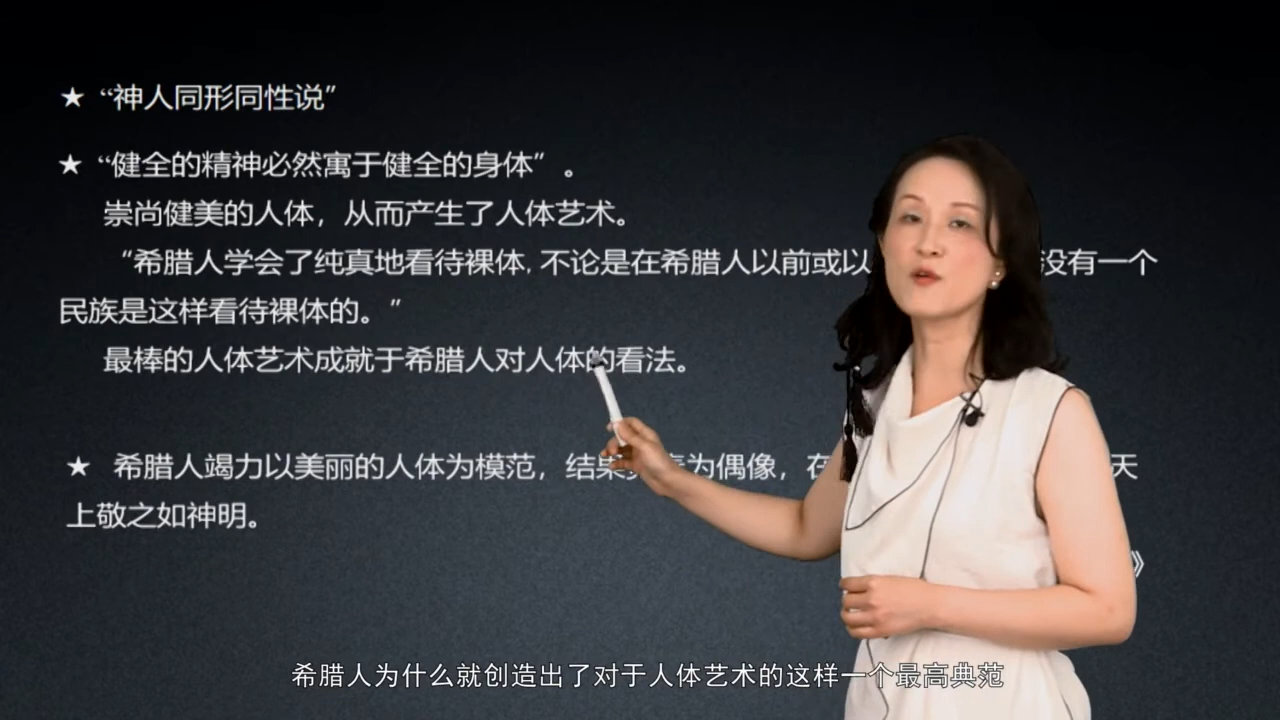 ★ “神人同形同性说”
★ “健全的精神必然寓于健全的身体”。
崇尚健美的人体，从而产生了人体艺术。
“希腊人学会了纯真地看待裸体,不论是在希腊人以前或以 没有一个
民族是这样看待裸体的。”
最棒的人体艺术成就于希腊人对人体的看法。
★ 希腊人竭力以美丽的人体为模范，结果 为偶像，在 天
上敬之如神明。
》
希腊人为什么就创造出了对于人体艺术的这样一个最高典范